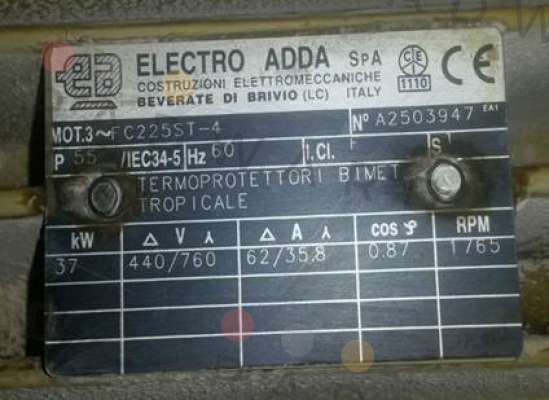 ELECTRO ADDA SPA
COSTRUZIONI ELETTROMECCANICHE
BEVERATE DI BRIVIO (LC) ITALY
CE
1110
CE
MOT.3~FC225ST-4 Nº A2503947 EA1
P 55 /IEC34-5 Hz 60 I.Cl. S
TERMOPROTETTORI BIMET
TROPICALE
kW Δ V ⅄ Δ A ⅄ cos φ RPM
37 440/760 62/35.8 0.87 1765